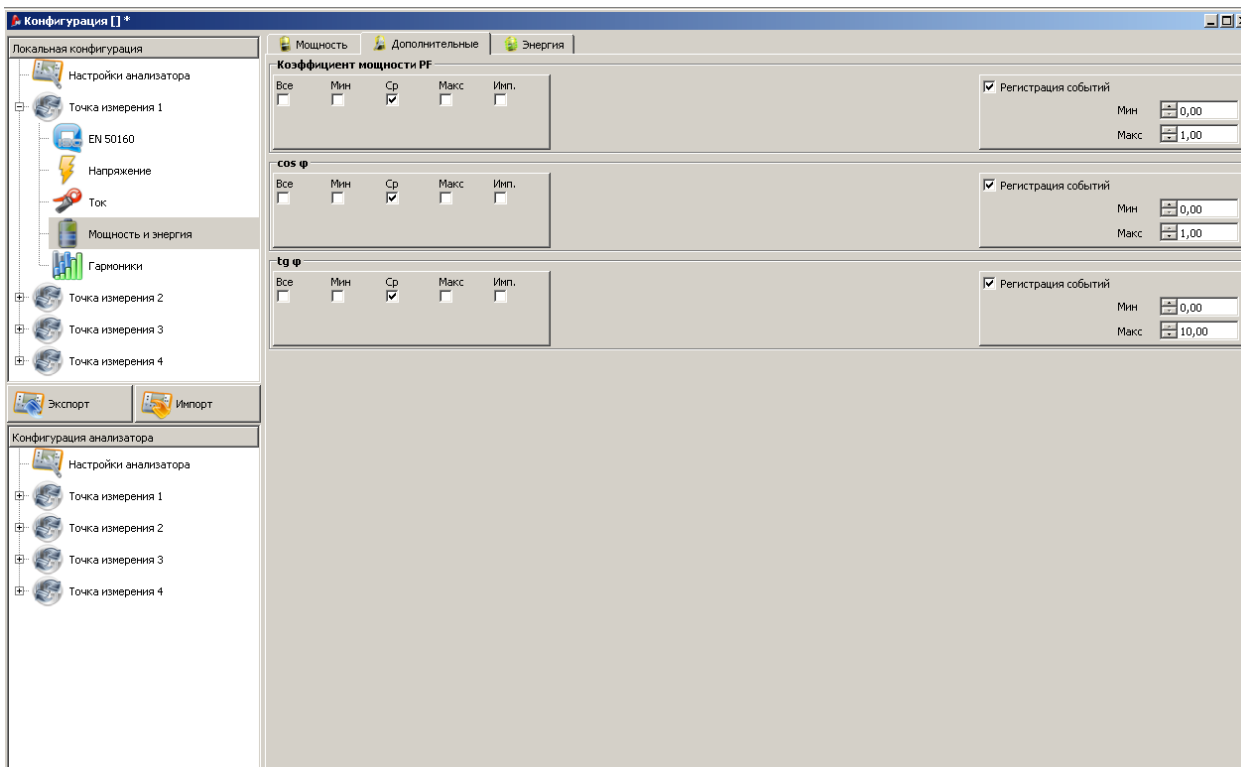 Конфигурация [] *
Локальная конфигурация
Настройки анализатора
Точка измерения 1
EN 50160
Напряжение
Ток
Мощность и энергия
Гармоники
Точка измерения 2
Точка измерения 3
Точка измерения 4
Экспорт
Импорт
Конфигурация анализатора
Настройки анализатора
Точка измерения 1
Точка измерения 2
Точка измерения 3
Точка измерения 4
Мощность
Дополнительные
Энергия
Коэффициент мощности PF
Все Мин Ср Макс Имп.
Регистрация событий
Мин 0,00
Макс 1,00
cos φ
Все Мин Ср Макс Имп.
Регистрация событий
Мин 0,00
Макс 1,00
tg φ
Все Мин Ср Макс Имп.
Регистрация событий
Мин 0,00
Макс 10,00